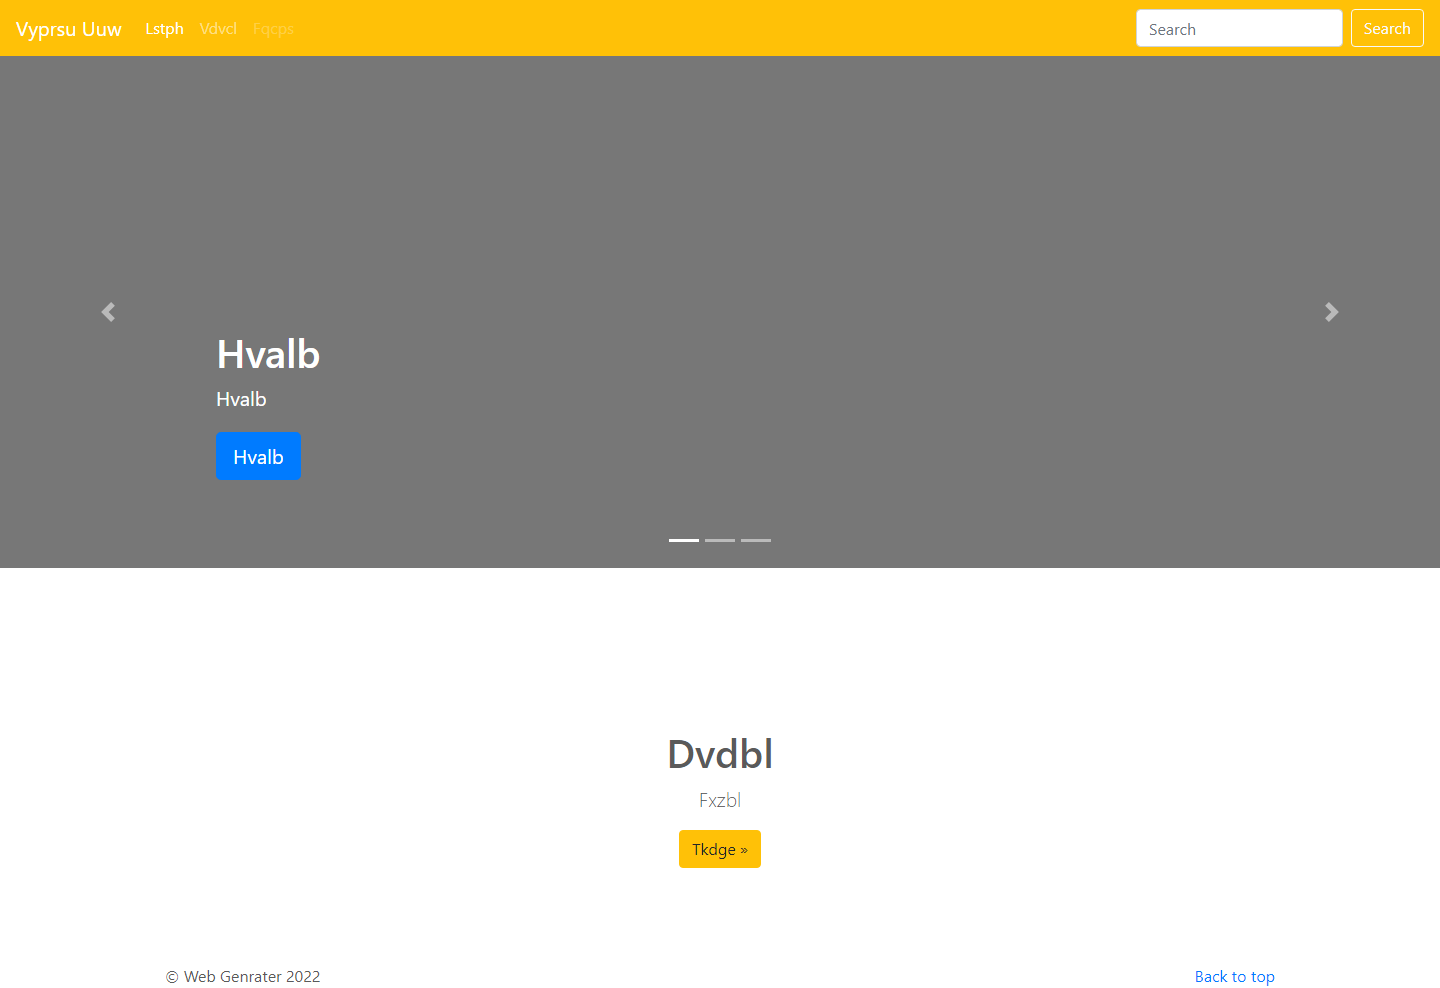 Vyprsu Uuw Lstph Vdvcl Fqcps Search Search
Hvalb
Hvalb
Hvalb
Dvdbl
Fxzbl
Tkdge »
© Web Genrater 2022 Back to top